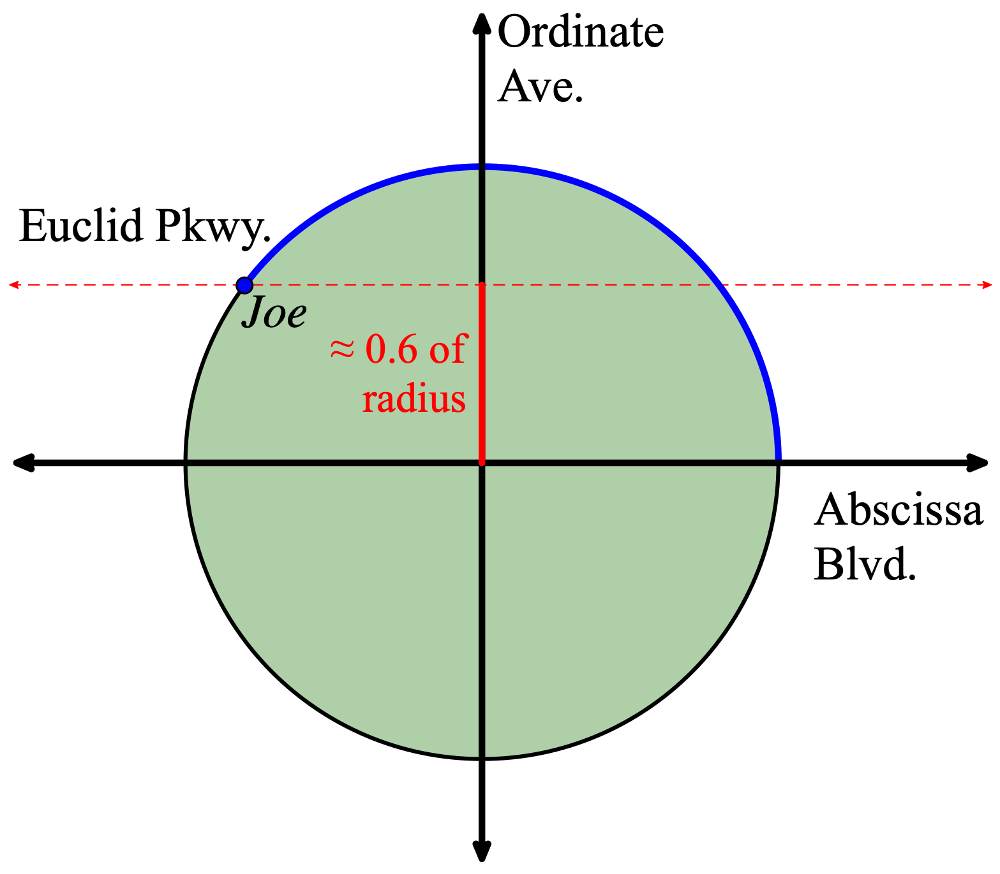 Ordinate
Ave.
Euclid Pkwy.
Joe
≈ 0.6 of
radius
Abscissa
Blvd.